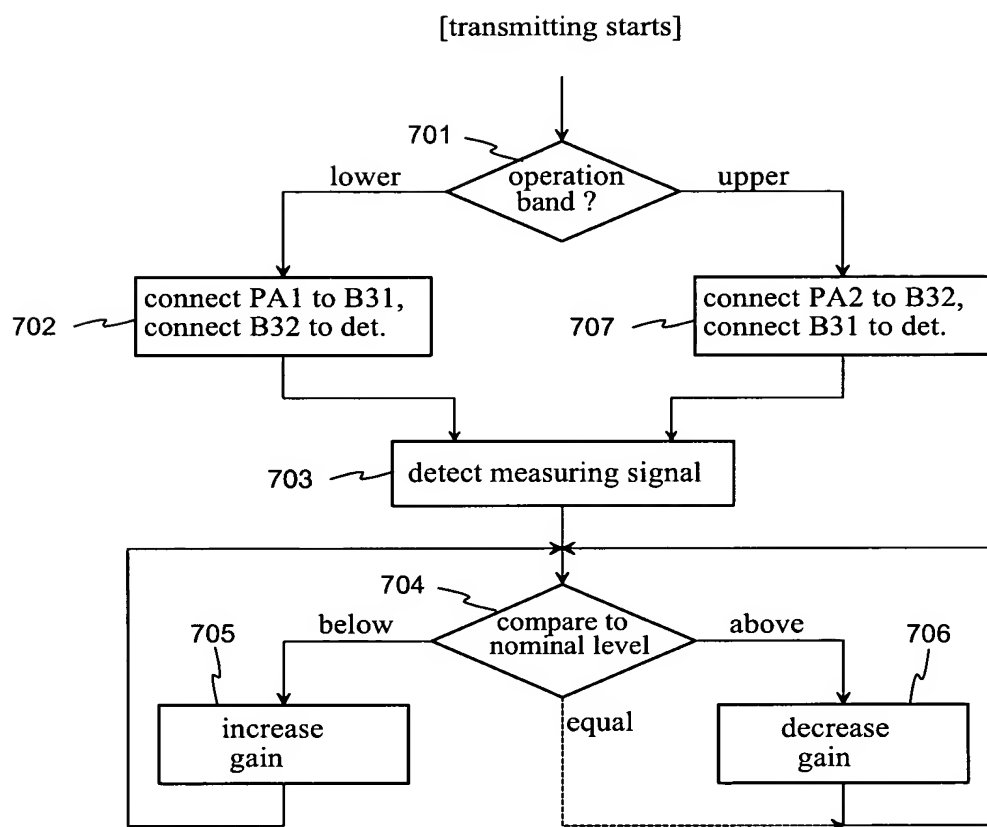 [transmitting starts]
701
operation
band ?
lower
upper
702
connect PA1 to B31,
connect B32 to det.
707
connect PA2 to B32,
connect B31 to det.
703
detect measuring signal
704
compare to
nominal level
below
above
equal
705
increase
gain
706
decrease
gain